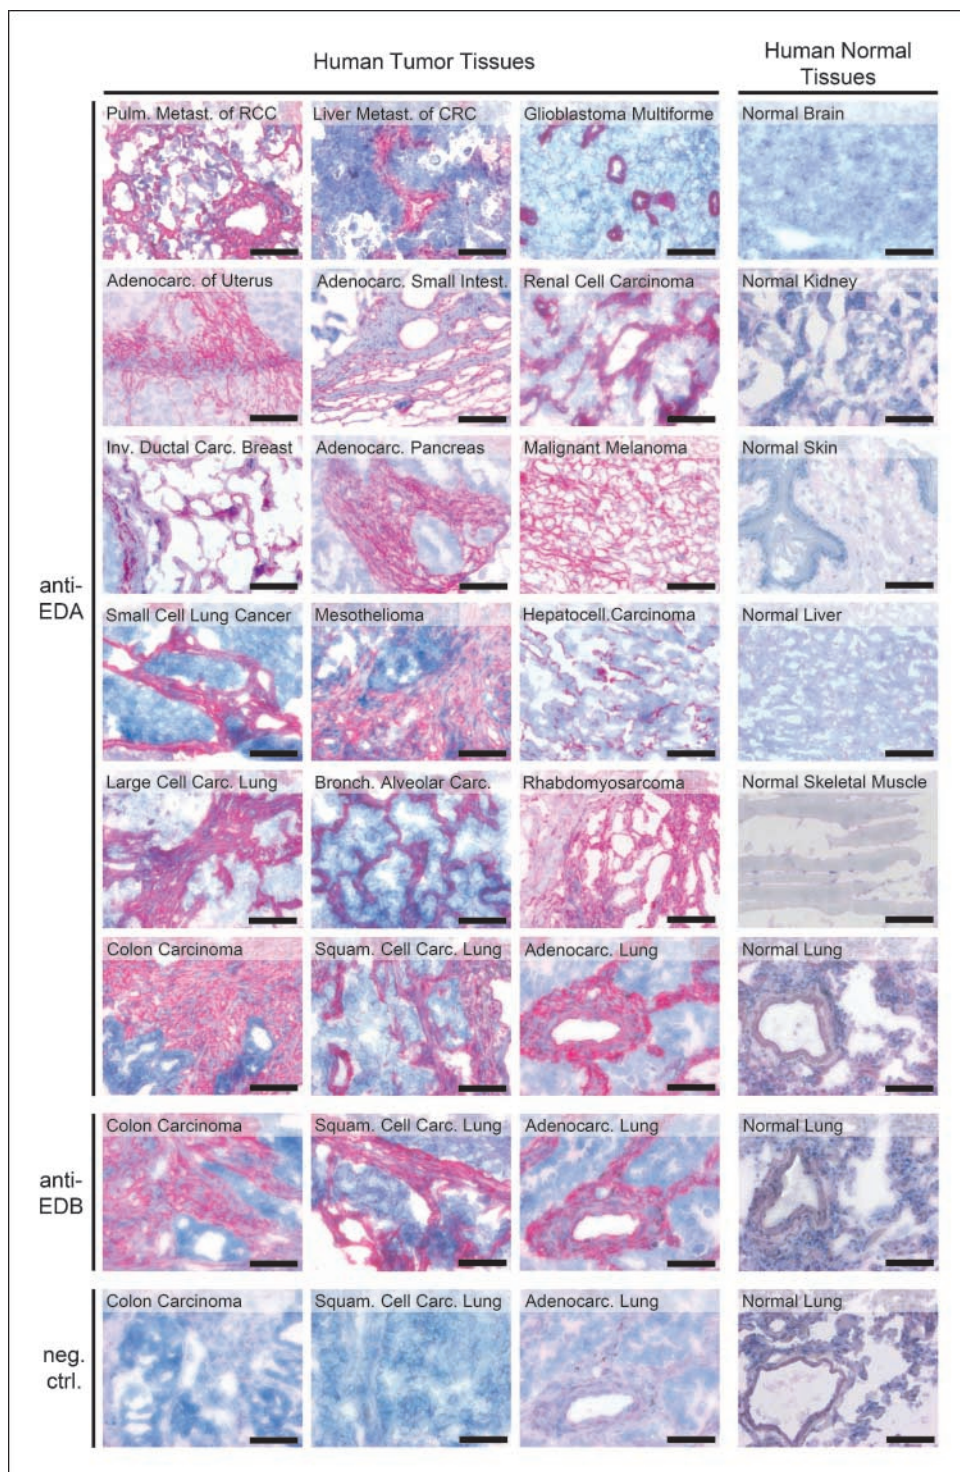 Human Tumor Tissues
Human Normal
Tissues
Pulm. Metast. of RCC
Liver Metast. of CRC
Glioblastoma Multiforme
Normal Brain
Adenocarc. of Uterus
Adenocarc. Small Intest.
Renal Cell Carcinoma
Normal Kidney
Inv. Ductal Carc. Breast
Adenocarc. Pancreas
Malignant Melanoma
Normal Skin
anti-
EDA
Small Cell Lung Cancer
Mesothelioma
Hepatocell.Carcinoma
Normal Liver
Large Cell Carc. Lung
Bronch. Alveolar Carc.
Rhabdomyosarcoma
Normal Skeletal Muscle
Colon Carcinoma
Squam. Cell Carc. Lung
Adenocarc. Lung
Normal Lung
anti-
EDB
Colon Carcinoma
Squam. Cell Carc. Lung
Adenocarc. Lung
Normal Lung
neg.
ctrl.
Colon Carcinoma
Squam. Cell Carc. Lung
Adenocarc. Lung
Normal Lung